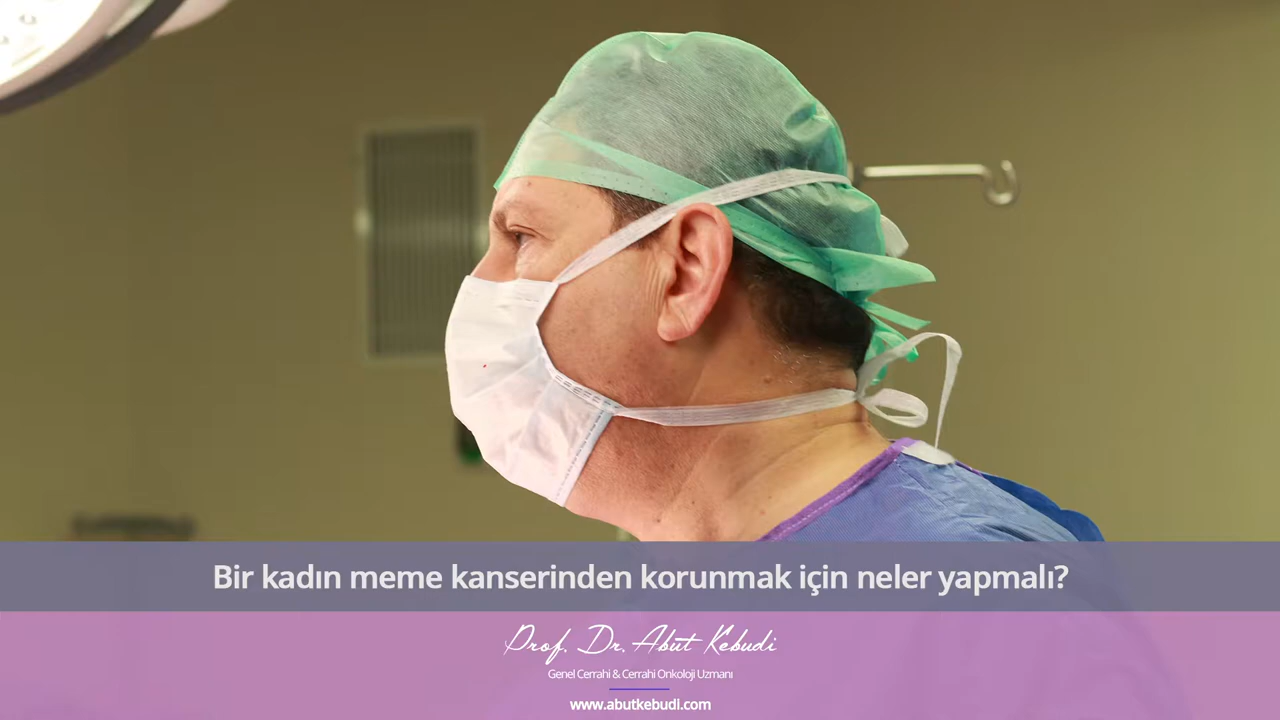 Bir kadın meme kanserinden korunmak için neler yapmalı?
Prof. Dr. Abut Kebudi
Genel Cerrahi & Cerrahi Onkoloji Uzmanı
www.abutkebudi.com